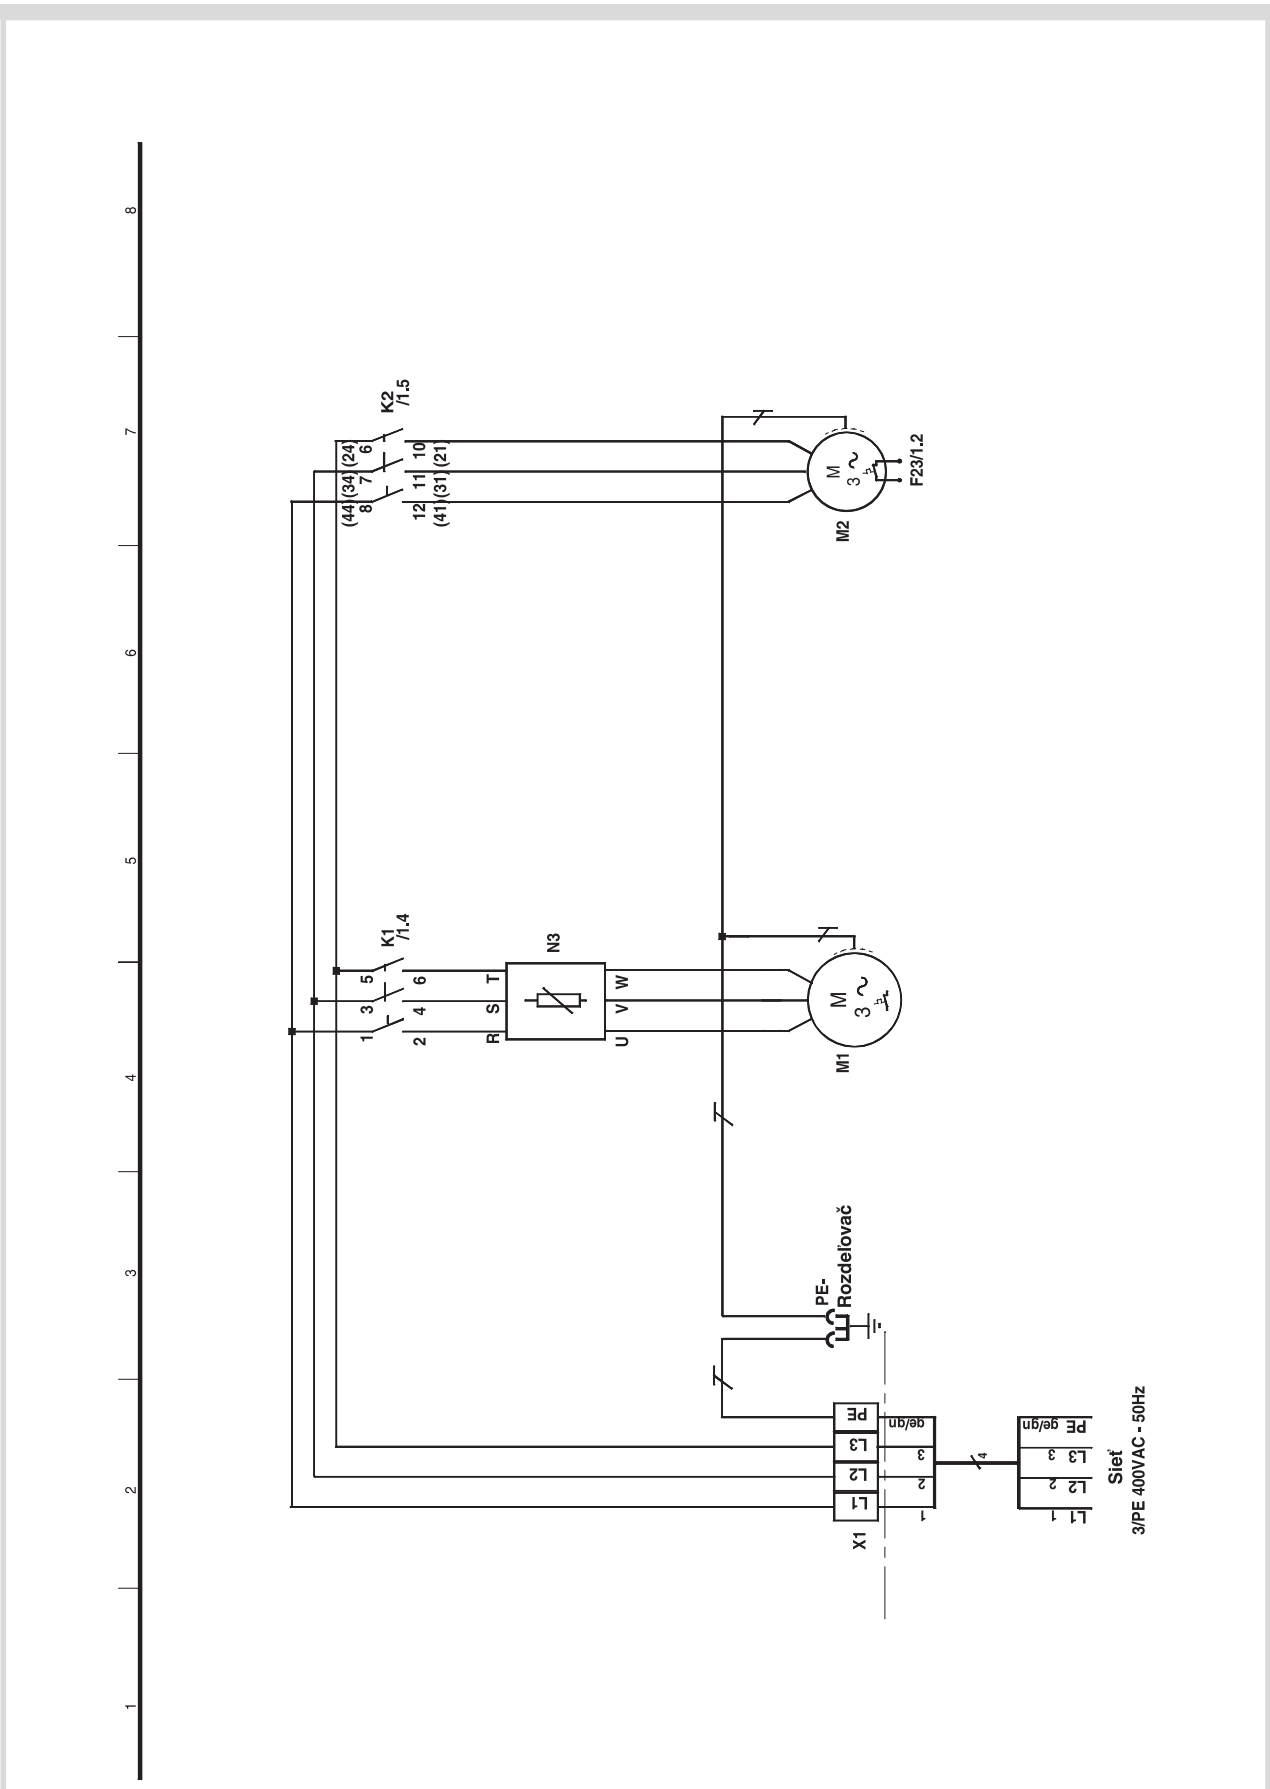 1
2
3
4
5
6
7
8
K1
/1.4
1 3 5
2 4 6
K2
/1.5
(44) (34) (24)
8 7 6
12 11 10
(41) (31) (21)
R S T
N3
U V W
M
3 ~
M1
M
3 ~
M2
F23/1.2
PE-
Rozdeľovač
X1
L1 L2 L3 PE
1 2 3 ge/gn
4
1 2 3 ge/gn
L1 L2 L3 PE
Sieť
3/PE 400VAC - 50Hz